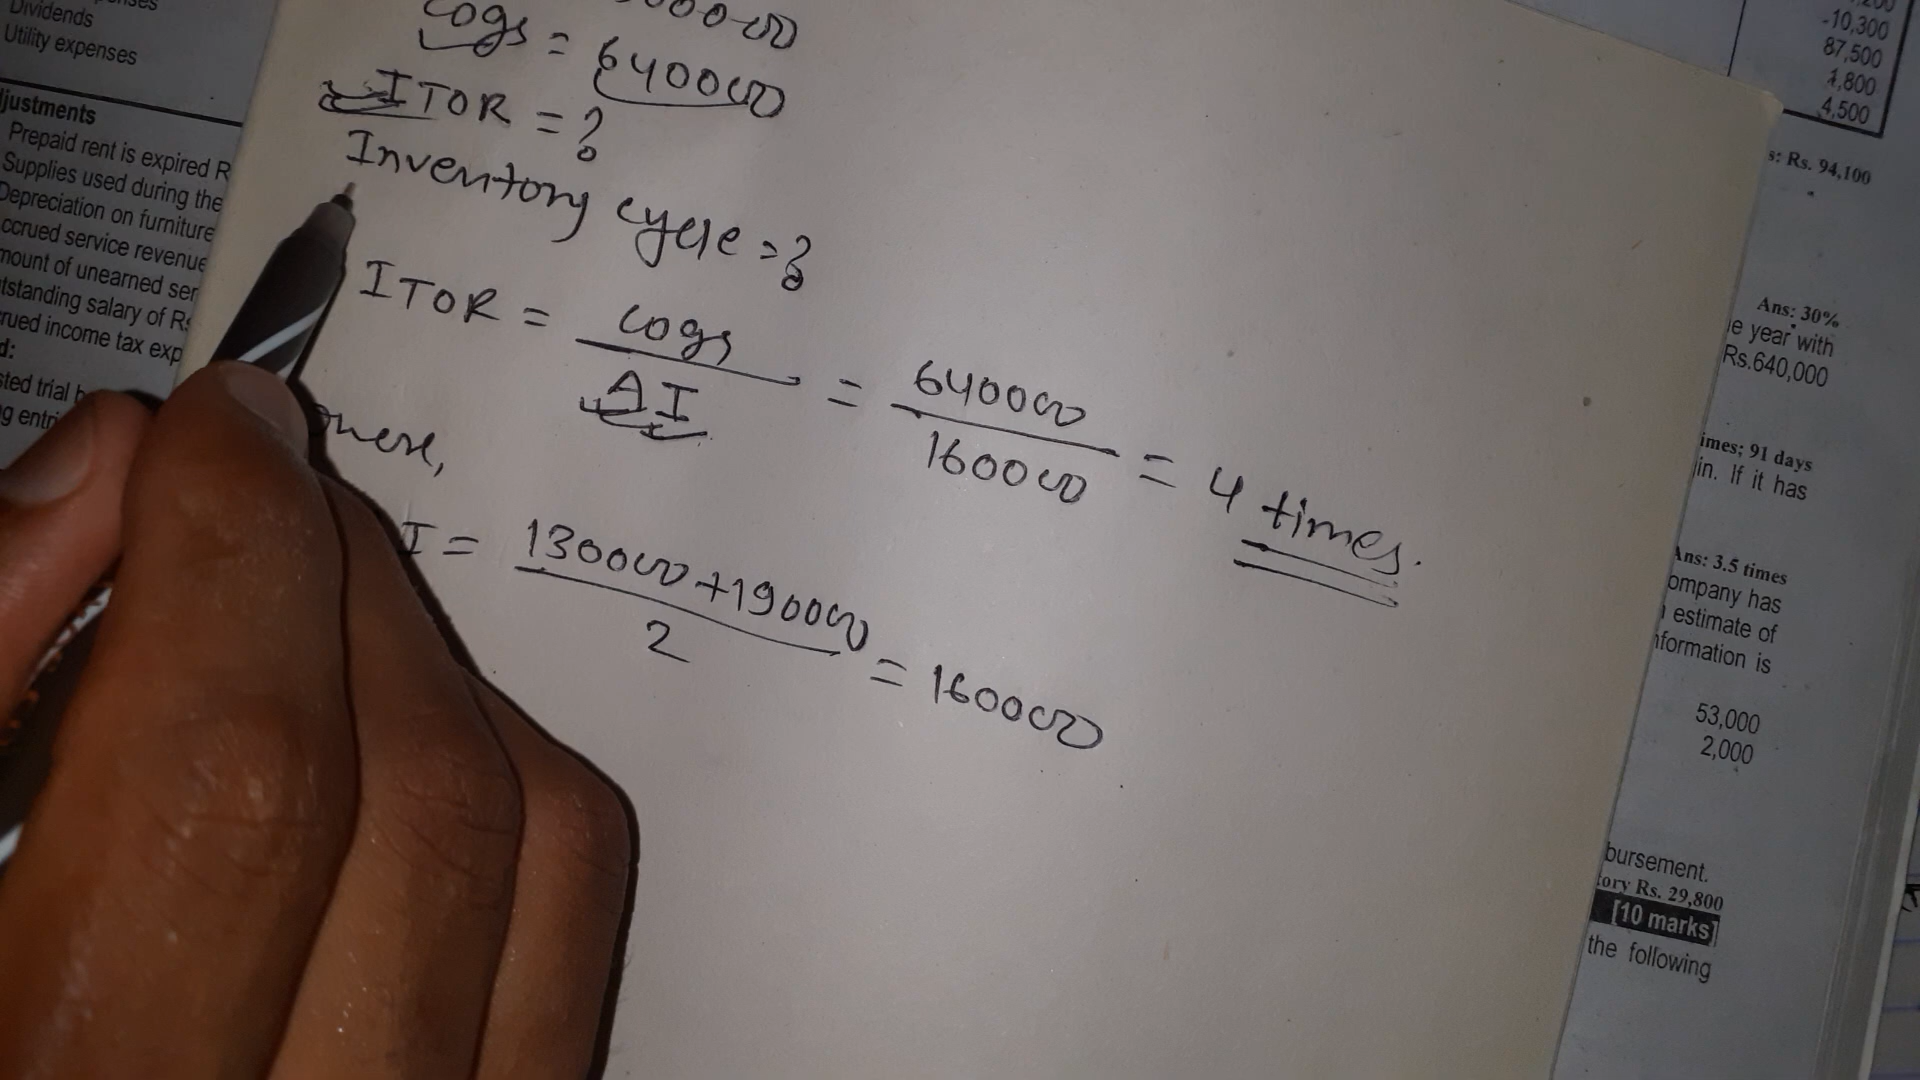 Dividends
Utility expenses
Cogs = 640000
ITOR = ?
Inventory cycle = ?
ITOR = cogs / AI = 640000 / 160000 = 4 times.
I = 130000 + 190000 / 2 = 160000
justments
Prepaid rent is expired R
Supplies used during the
Depreciation on furniture
ccrued service revenue
mount of unearned ser
tstanding salary of Rs
rued income tax exp
d:
sted trial b
g entri
-10,300
87,500
1,800
4,500
s: Rs. 94,100
Ans: 30%
e year with
Rs.640,000
imes; 91 days
in. If it has
Ans: 3.5 times
ompany has
estimate of
nformation is
53,000
2,000
bursement.
tory Rs. 29,800
[10 marks]
the following